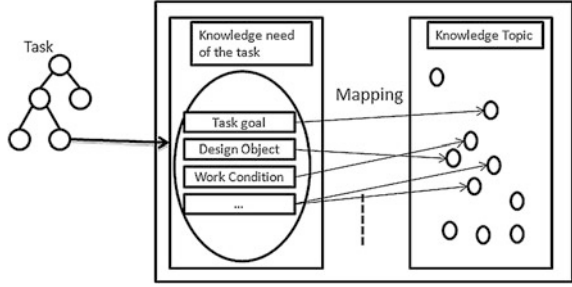 Task
Knowledge need
of the task
Knowledge Topic
Mapping
Task goal
Design Object
Work Condition
...